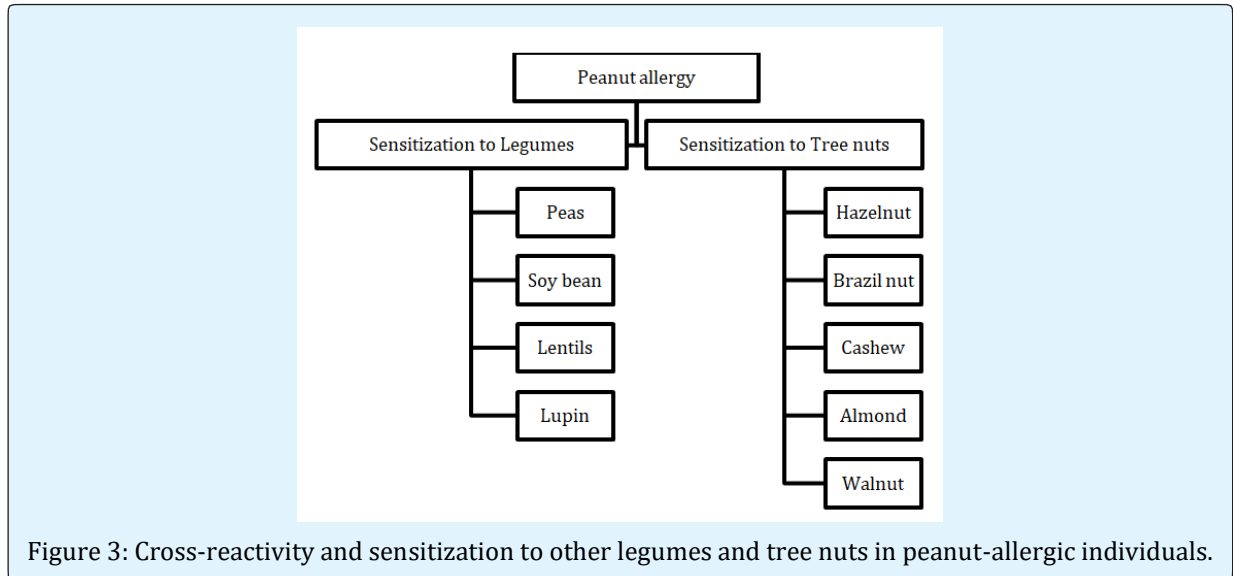 Peanut allergy
Sensitization to Legumes
Sensitization to Tree nuts
Peas
Soy bean
Lentils
Lupin
Hazelnut
Brazil nut
Cashew
Almond
Walnut
Figure 3: Cross-reactivity and sensitization to other legumes and tree nuts in peanut-allergic individuals.